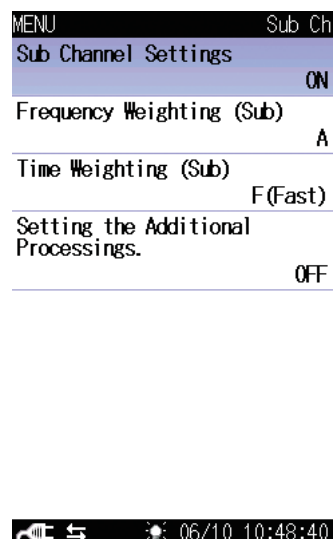 MENU Sub Ch
Sub Channel Settings
ON
Frequency Weighting (Sub)
A
Time Weighting (Sub)
F(Fast)
Setting the Additional
Processings.
OFF
06/10 10:48:40